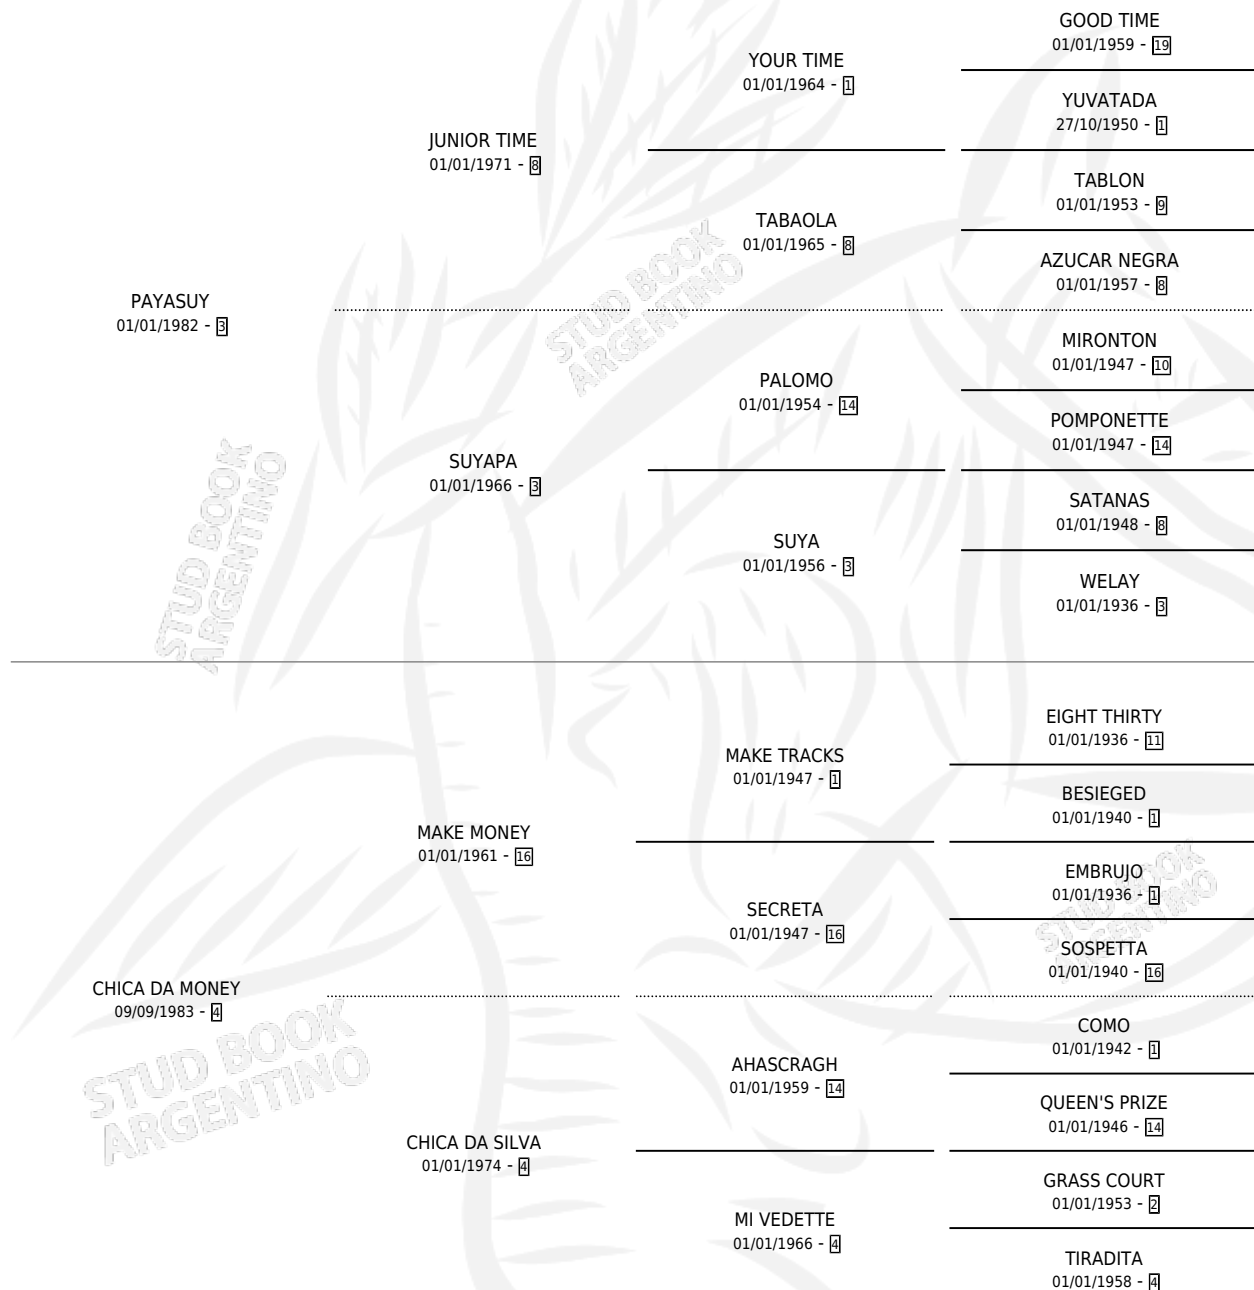 GOOD TIME
01/01/1959 - 19
YOUR TIME
01/01/1964 - 1
YUVATADA
27/10/1950 - 1
JUNIOR TIME
01/01/1971 - 8
TABLON
01/01/1953 - 9
TABAOLA
01/01/1965 - 8
AZUCAR NEGRA
01/01/1957 - 8
PAYASUY
01/01/1982 - 3
MIRONTON
01/01/1947 - 10
PALOMO
01/01/1954 - 14
POMPONETTE
01/01/1947 - 14
SUYAPA
01/01/1966 - 3
SATANAS
01/01/1948 - 8
SUYA
01/01/1956 - 3
WELAY
01/01/1936 - 3
EIGHT THIRTY
01/01/1936 - 11
MAKE TRACKS
01/01/1947 - 1
BESIEGED
01/01/1940 - 1
MAKE MONEY
01/01/1961 - 16
EMBRUJO
01/01/1936 - 1
SECRETA
01/01/1947 - 16
SOSPETTA
01/01/1940 - 16
CHICA DA MONEY
09/09/1983 - 4
COMO
01/01/1942 - 1
AHASCRAGH
01/01/1959 - 14
QUEEN'S PRIZE
01/01/1946 - 14
CHICA DA SILVA
01/01/1974 - 4
GRASS COURT
01/01/1953 - 2
MI VEDETTE
01/01/1966 - 4
TIRADITA
01/01/1958 - 4
STUD BOOK
ARGENTINO
STUD BOOK
ARGENTINO
STUD BOOK
ARGENTINO
STUD BOOK
ARGENTINO